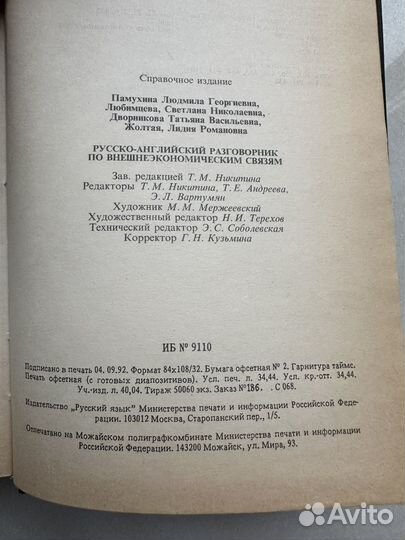 Справочное издание
Памухина Людмила Георгиевна,
Любимцева, Светлана Николаевна,
Дворникова Татьяна Васильевна,
Жолтая, Лидия Романовна
РУССКО-АНГЛИЙСКИЙ РАЗГОВОРНИК
ПО ВНЕШНЕЭКОНОМИЧЕСКИМ СВЯЗЯМ
Зав. редакцией Т. М. Никитина
Редакторы Т. М. Никитина, Т. Е. Андреева,
Э. Л. Вартумян
Художник М. М. Мержеевский
Художественный редактор Н. И. Терехов
Технический редактор Э. С. Соболевская
Корректор Г. Н. Кузьмина
ИБ № 9110
Подписано в печать 04. 09.92. Формат 84х108/32. Бумага офсетная № 2. Гарнитура таймс.
Печать офсетная (с готовых диапозитивов). Усл. печ л. 34,44. Усл. кр.-отт. 34,44.
Уч.-изд л. 40,04. Тираж 50060 экз. Заказ №186. . С 068.
Издательство „Русский язык" Министерства печати и информации Российской Феде-
рации. 103012 Москва, Старопанский пер., 1/5.
Отпечатано на Можайском полиграфкомбинате Министерства печати и информации
Российской Федерации. 143200 Можайск, ул. Мира, 93.
Avito